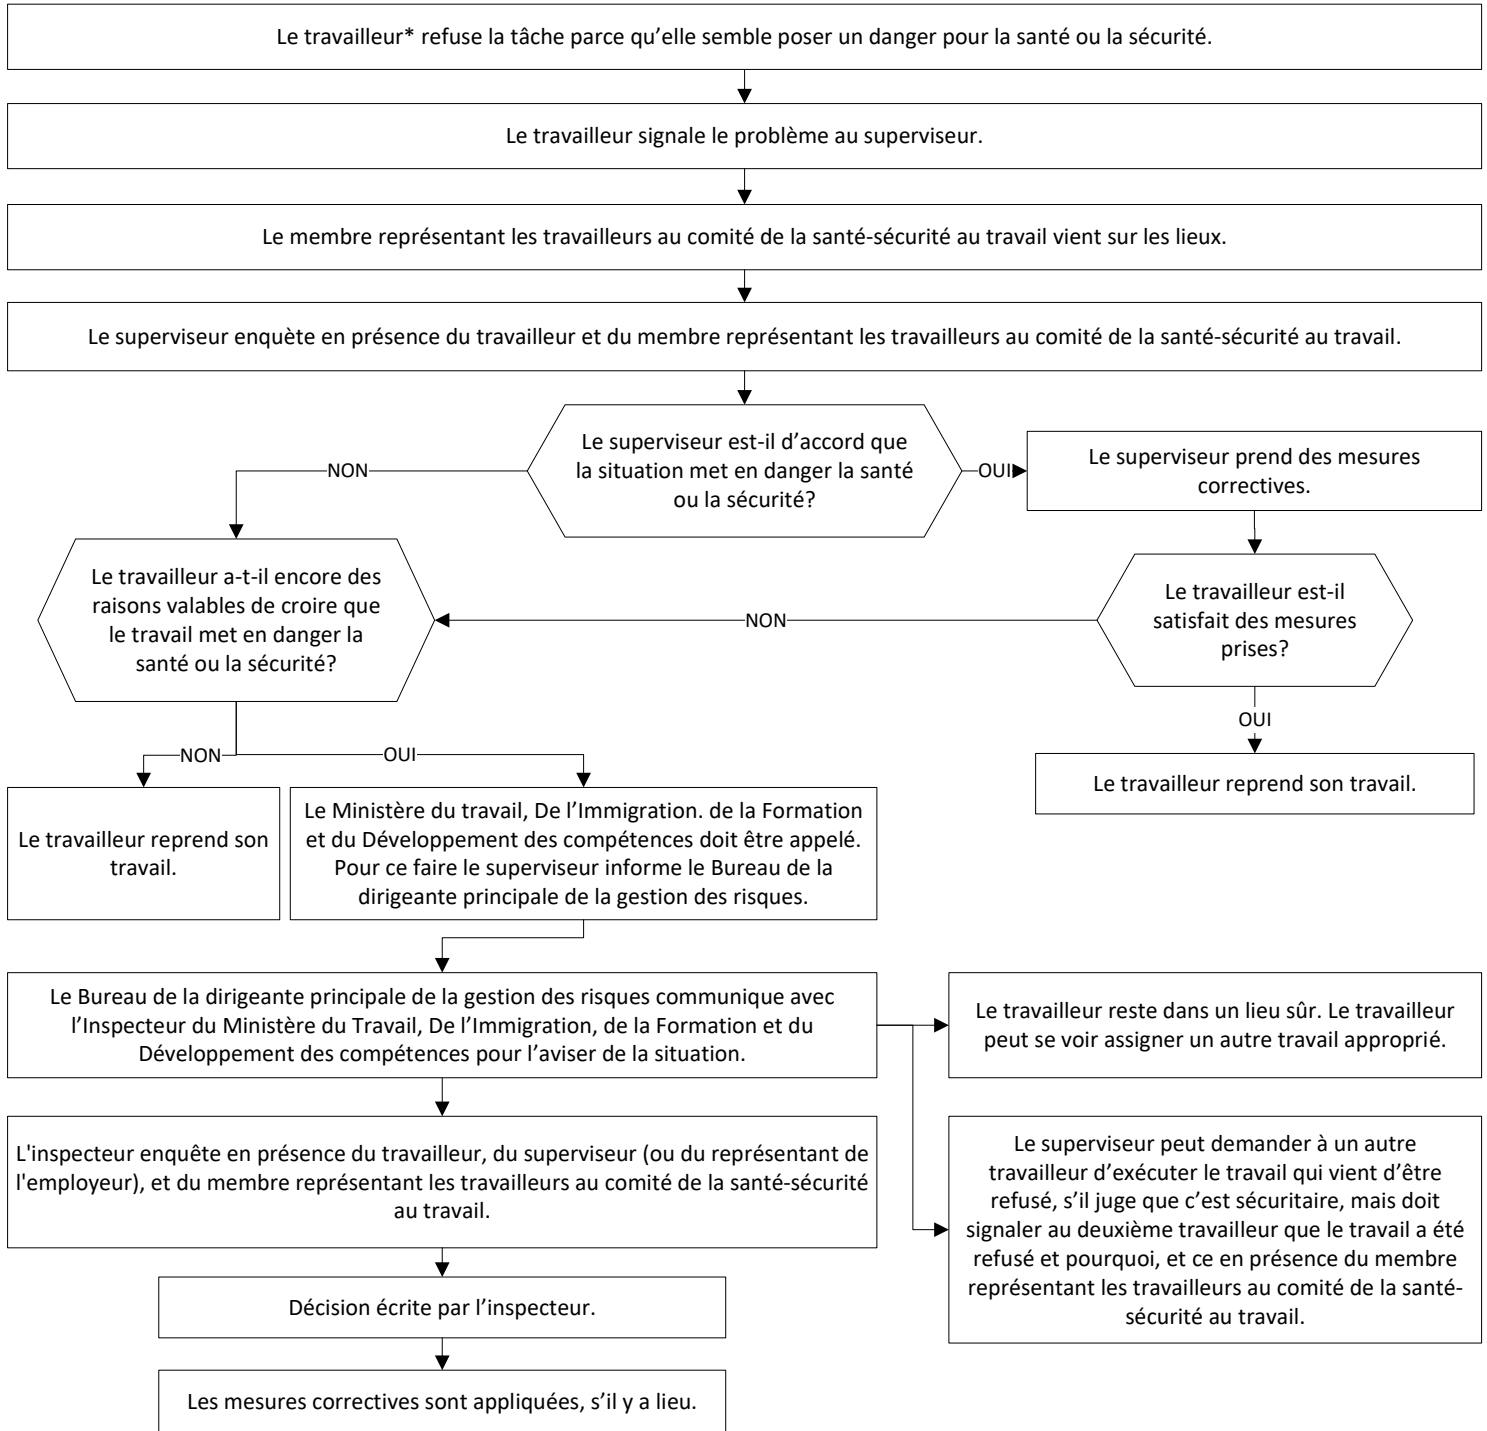 Le travailleur* refuse la tâche parce qu’elle semble poser un danger pour la santé ou la sécurité.
Le travailleur signale le problème au superviseur.
Le membre représentant les travailleurs au comité de la santé-sécurité au travail vient sur les lieux.
Le superviseur enquète en présence du travailleur et du membre représentant les travailleurs au comité de la santé-sécurité au travail.
Le superviseur est-il d’accord que
la situation met en danger la santé
ou la sécurité?
NON
OUI
Le superviseur prend des mesures
correctives.
Le travailleur a-t-il encore des
raisons valables de croire que
le travail met en danger la
santé ou la sécurité?
NON
Le travailleur est-il
satisfait des mesures
prises?
OUI
Le travailleur reprend son travail.
NON
OUI
Le travailleur reprend son
travail.
Le Ministère du travail, De l’Immigration. de la Formation
et du Développement des compétences doit être appelé.
Pour ce faire le superviseur informe le Bureau de la
dirigeante principale de la gestion des risques.
Le Bureau de la dirigeante principale de la gestion des risques communique avec
l’Inspecteur du Ministère du Travail, De l’Immigration, de la Formation et du
Développement des compétences pour l’aviser de la situation.
Le travailleur reste dans un lieu sûr. Le travailleur
peut se voir assigner un autre travail approprié.
L'inspecteur enquête en présence du travailleur, du superviseur (ou du représentant de
l'employeur), et du membre représentant les travailleurs au comité de la santé-sécurité
au travail.
Le superviseur peut demander à un autre
travailleur d’exécuter le travail qui vient d’être
refusé, s’il juge que c’est sécuritaire, mais doit
signaler au deuxième travailleur que le travail a été
refusé et pourquoi, et ce en présence du membre
représentant les travailleurs au comité de la santé-
sécurité au travail.
Décision écrite par l’inspecteur.
Les mesures correctives sont appliquées, s’il y a lieu.